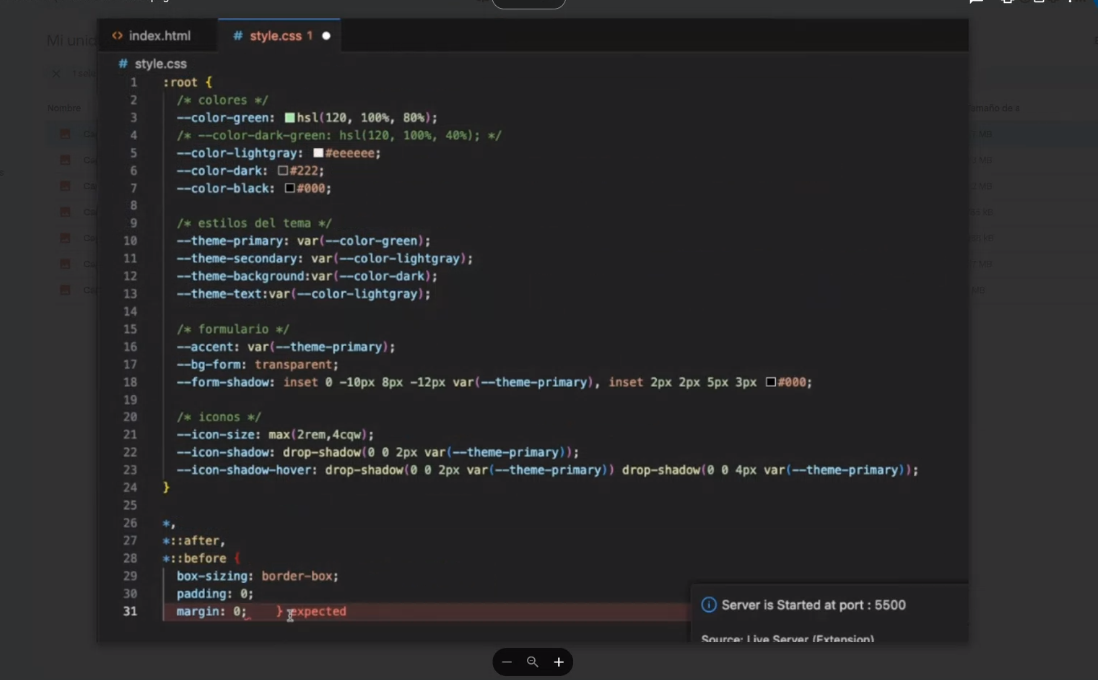 index.html
# style.css 1
# style.css
1 :root {
2 /* colores */
3 --color-green: hsl(120, 100%, 80%);
4 /* --color-dark-green: hsl(120, 100%, 40%); */
5 --color-lightgray: #eeeeee;
6 --color-dark: #222;
7 --color-black: #000;
8
9 /* estilos del tema */
10 --theme-primary: var(--color-green);
11 --theme-secondary: var(--color-lightgray);
12 --theme-background:var(--color-dark);
13 --theme-text:var(--color-lightgray);
14
15 /* formulario */
16 --accent: var(--theme-primary);
17 --bg-form: transparent;
18 --form-shadow: inset 0 -10px 8px -12px var(--theme-primary), inset 2px 2px 5px 3px #000;
19
20 /* iconos */
21 --icon-size: max(2rem,4cqw);
22 --icon-shadow: drop-shadow(0 0 2px var(--theme-primary));
23 --icon-shadow-hover: drop-shadow(0 0 2px var(--theme-primary)) drop-shadow(0 0 4px var(--theme-primary));
24 }
25
26 *,
27 *::after,
28 *::before {
29 box-sizing: border-box;
30 padding: 0;
31 margin: 0; } expected
Server is Started at port : 5500
Source: Live Server (Extension)
Nombre